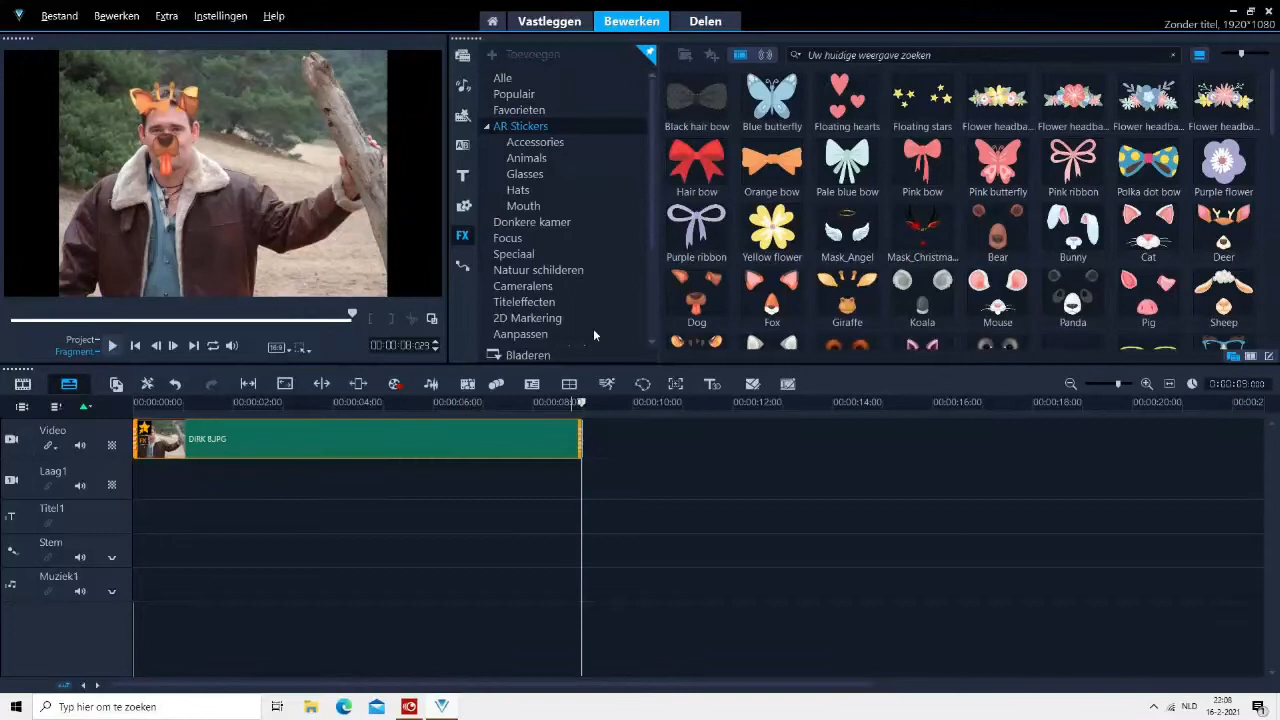 Bestand Bewerken Extra Instellingen Help
Vastleggen Bewerken Delen
Zonder titel, 1920*1080
Toevoegen
Uw huidige weergave zoeken
Alle
Populair
Favorieten
AR Stickers
Accessories
Animals
Glasses
Hats
Mouth
Donkere kamer
Focus
Speciaal
Natuur schilderen
Cameralens
Titeleffecten
2D Markering
Aanpassen
Bladeren
Black hair bow Blue butterfly Floating hearts Floating stars Flower headba... Flower headba... Flower headba... Flower headba...
Hair bow Orange bow Pale blue bow Pink bow Pink butterfly Pink ribbon Polka dot bow Purple flower
Purple ribbon Yellow flower Mask_Angel Mask_Christma... Bear Bunny Cat Deer
Dog Fox Giraffe Koala Mouse Panda Pig Sheep
Project
Fragment
16:9
00:00:08:029
FX
0:00:09:000
00:00:00:00 00:00:02:00 00:00:04:00 00:00:06:00 00:00:10:00 00:00:12:00 00:00:14:00 00:00:16:00 00:00:18:00 00:00:20:00
Video
DIRK 8.JPG
Laag1
Titel1
Stem
Muziek1
Typ hier om te zoeken
NLD
22:08
16-2-2021